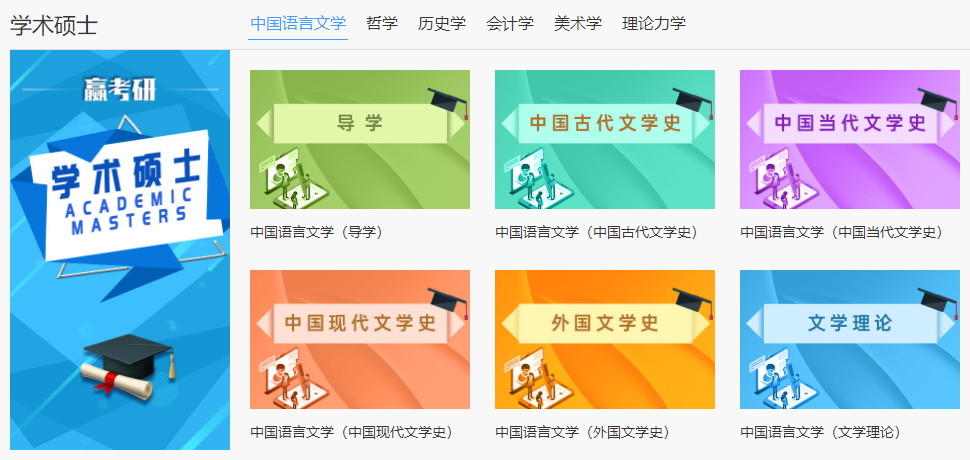 学术硕士
中国语言文学 哲学 历史学 会计学 美术学 理论力学
赢考研
学术硕士
ACADEMIC
MASTERS
导学
中国古代文学史
中国当代文学史
中国语言文学（导学）
中国语言文学（中国古代文学史）
中国语言文学（中国当代文学史）
中国现代文学史
外国文学史
文学理论
中国语言文学（中国现代文学史）
中国语言文学（外国文学史）
中国语言文学（文学理论）